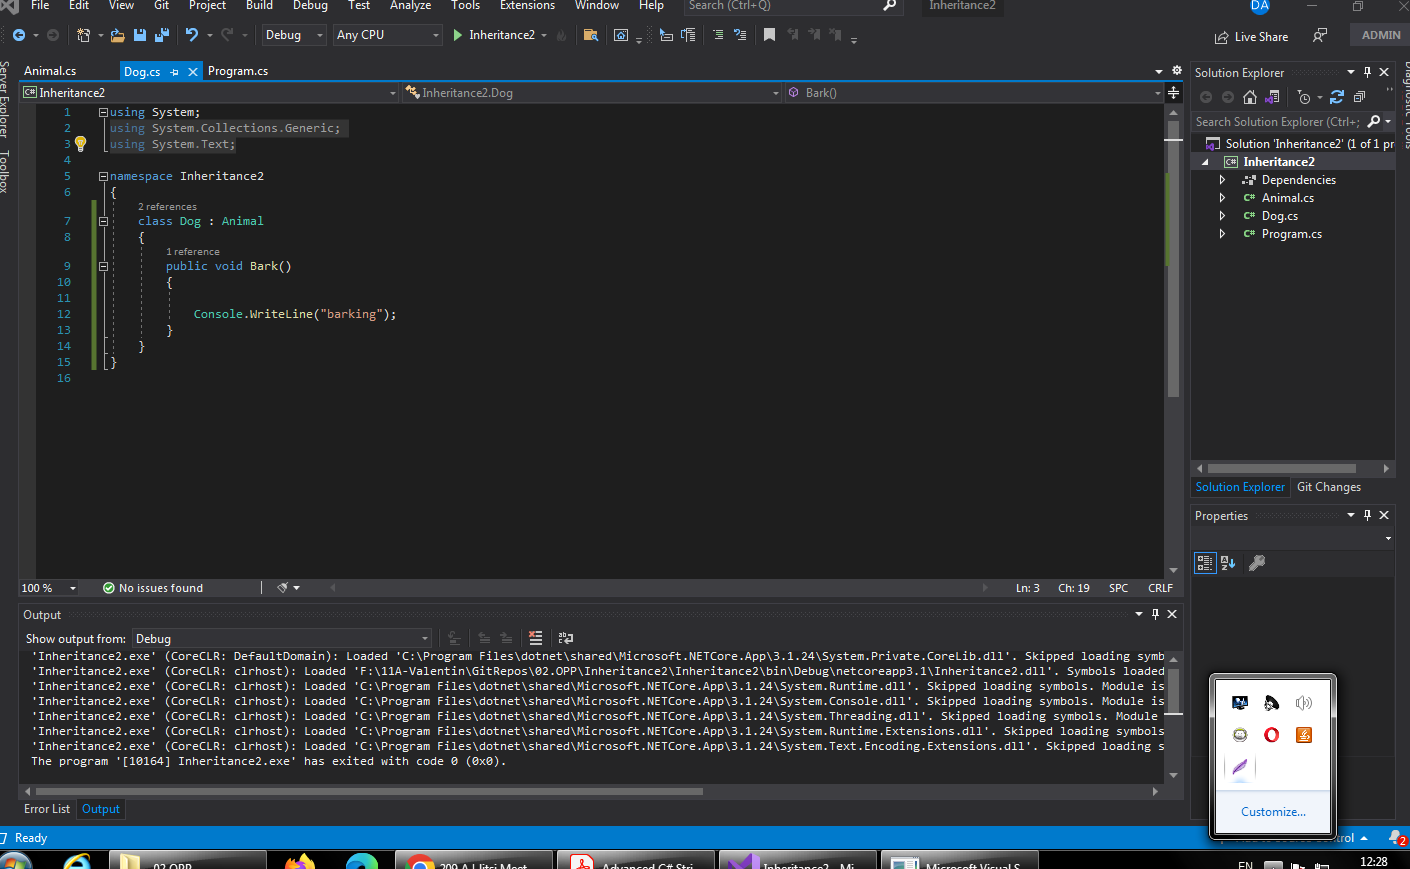 File Edit View Git Project Build Debug Test Analyze Tools Extensions Window Help Search (Ctrl+Q) Inheritance2 DA
Debug Any CPU Inheritance2 Live Share ADMIN
Server Explorer
Toolbox
Animal.cs Dog.cs Program.cs
Inheritance2 Inheritance2.Dog Bark()
1 using System;
2 using System.Collections.Generic;
3 using System.Text;
4
5 namespace Inheritance2
6 {
2 references
7 class Dog : Animal
8 {
1 reference
9 public void Bark()
10 {
11
12 Console.WriteLine("barking");
13 }
14 }
15 }
16
100 % No issues found Ln: 3 Ch: 19 SPC CRLF
Solution Explorer
Search Solution Explorer (Ctrl+;
Solution 'Inheritance2' (1 of 1 pr
C# Inheritance2
Dependencies
C# Animal.cs
C# Dog.cs
C# Program.cs
Solution Explorer Git Changes
Properties
Diagnostic Tools
Output
Show output from: Debug
'Inheritance2.exe' (CoreCLR: DefaultDomain): Loaded 'C:\Program Files\dotnet\shared\Microsoft.NETCore.App\3.1.24\System.Private.CoreLib.dll'. Skipped loading symb
'Inheritance2.exe' (CoreCLR: clrhost): Loaded 'F:\11A-Valentin\GitRepos\02.OPP\Inheritance2\Inheritance2\bin\Debug\netcoreapp3.1\Inheritance2.dll'. Symbols loaded
'Inheritance2.exe' (CoreCLR: clrhost): Loaded 'C:\Program Files\dotnet\shared\Microsoft.NETCore.App\3.1.24\System.Runtime.dll'. Skipped loading symbols. Module is
'Inheritance2.exe' (CoreCLR: clrhost): Loaded 'C:\Program Files\dotnet\shared\Microsoft.NETCore.App\3.1.24\System.Console.dll'. Skipped loading symbols. Module is
'Inheritance2.exe' (CoreCLR: clrhost): Loaded 'C:\Program Files\dotnet\shared\Microsoft.NETCore.App\3.1.24\System.Threading.dll'. Skipped loading symbols. Module
'Inheritance2.exe' (CoreCLR: clrhost): Loaded 'C:\Program Files\dotnet\shared\Microsoft.NETCore.App\3.1.24\System.Runtime.Extensions.dll'. Skipped loading symbols
'Inheritance2.exe' (CoreCLR: clrhost): Loaded 'C:\Program Files\dotnet\shared\Microsoft.NETCore.App\3.1.24\System.Text.Encoding.Extensions.dll'. Skipped loading s
The program '[10164] Inheritance2.exe' has exited with code 0 (0x0).
Error List Output
Customize...
Ready ntrol 2
02.OPP Advanced C# Stri Inheritance2 - Mi Microsoft Visual S EN 12:28